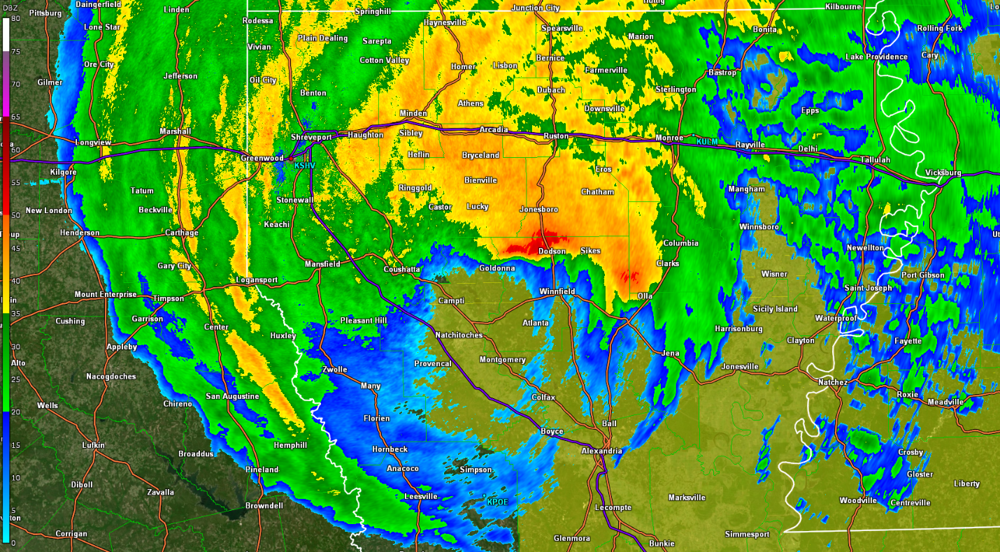 Daingerfield
Linden
Springhill
Junction City
Kilbourne
DBZ
Pittsburg
Lone Star
Rodessa
Haynesville
Spearsville
Marion
Bonita
Rolling Fork
80
Plain Dealing
Sarepta
Vivian
75
Ore City
Cotton Valley
Homer
Lisbon
Bernice
Farmerville
Lake Providence
Cary
Jefferson
Oil City
Bastrop
Gilmer
70
Benton
Dubach
Sterlington
Athens
Downsville
Epps
65
Minden
Marshall
Shreveport
Haughton
Sibley
Arcadia
Ruston
Monroe
KULM
Rayville
Delhi
Longview
60
Greenwood
KSHV
Heflin
Bryceland
Tallulah
Kilgore
Eros
Vicksburg
55
Tatum
Ringgold
Bienville
Chatham
Mangham
Stonewall
New London
Beckville
Castor
Lucky
Jonesboro
50
Keachi
Winnsboro
Henderson
Carthage
Columbia
45
Dodson
Sikes
Newellton
Gary City
Mansfield
Coushatta
Goldonna
Clarks
40
Logansport
Wisner
Port Gibson
Mount Enterprise
Timpson
Winnfield
Olla
Saint Joseph
Campti
Sicily Island
35
Cushing
Garrison
Center
Pleasant Hill
Atlanta
Harrisonburg
Waterproof
Huxley
Natchitoches
Clayton
Fayette
30
Appleby
Alto
Provencal
Montgomery
Jena
Jonesville
Nacogdoches
Zwolle
Natchez
25
Many
Roxie
Wells
Chireno
San Augustine
Colfax
Meadville
20
Florien
Ball
Boyce
15
Lufkin
Hemphill
Hornbeck
Alexandria
Crosby
Broaddus
10
Pineland
Anacoco
Simpson
Gloster
Diboll
Liberty
Zavalla
Leesville
KPOE
Marksville
Woodville
Centreville
5
Browndell
Lecompte
Corrigan
Glenmora
Simmesport
0
Bunkie